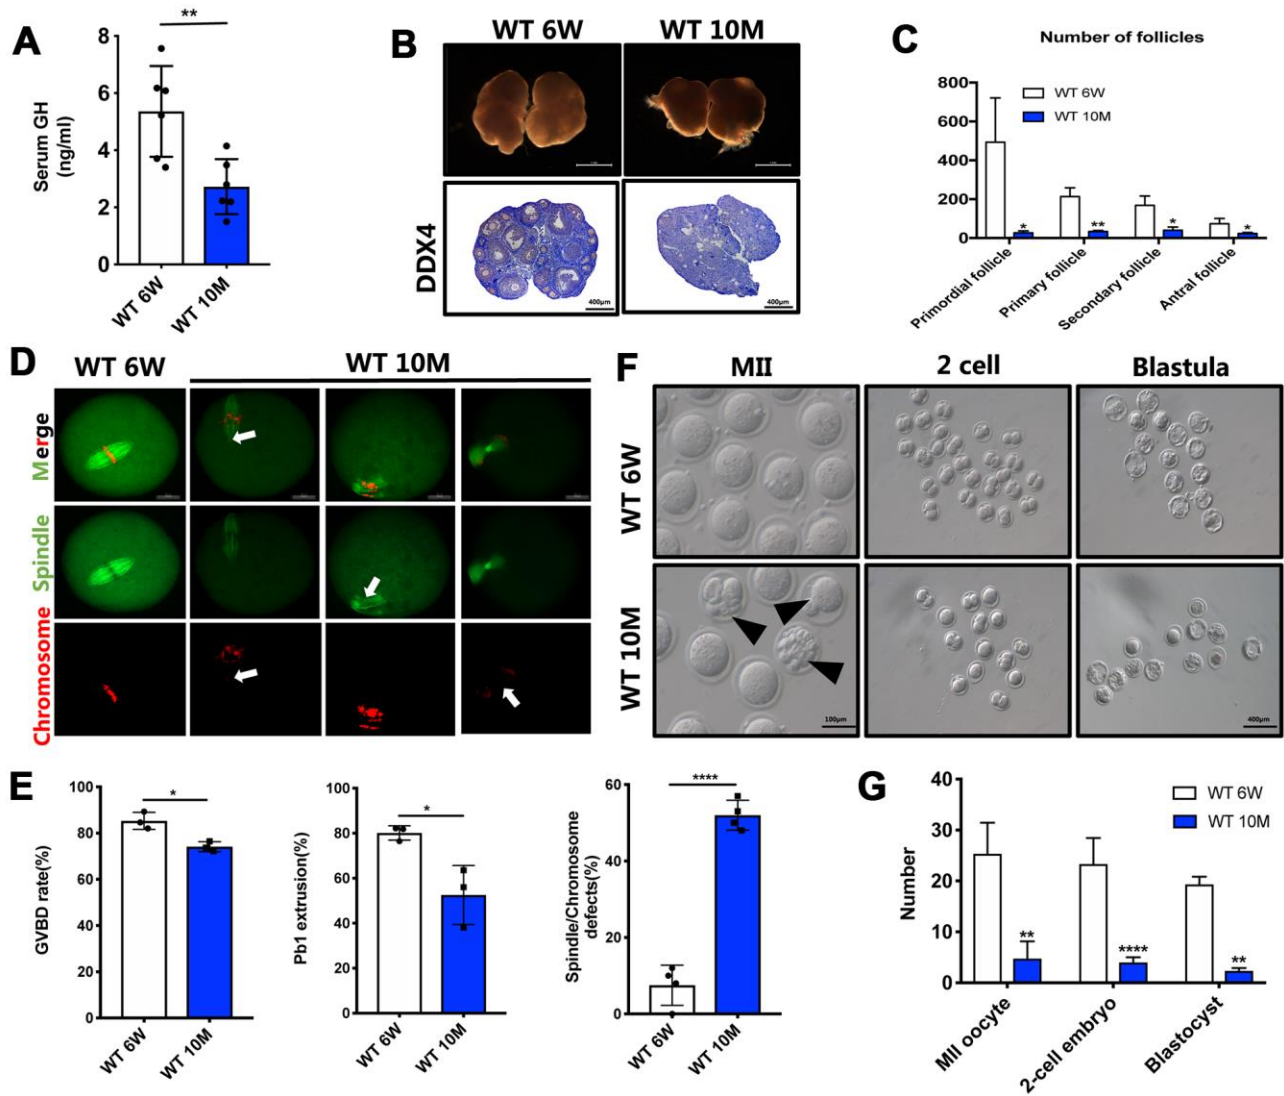 A
**
Serum GH
(ng/ml)
8
6
4
2
0
WT 6W
WT 10M
B
WT 6W
WT 10M
DDX4
400μm
400μm
C
Number of follicles
WT 6W
WT 10M
800
600
400
200
0
*
**
*
*
Primordial follicle
Primary follicle
Secondary follicle
Antral follicle
D
WT 6W
WT 10M
Merge
Spindle
Chromosome
E
GVBD rate(%)
100
80
60
40
20
0
*
WT 6W
WT 10M
Pb1 extrusion(%)
100
80
60
40
20
0
*
WT 6W
WT 10M
Spindle/Chromosome
defects(%)
60
40
20
0
****
WT 6W
WT 10M
F
MII
2 cell
Blastula
WT 6W
WT 10M
100μm
400μm
G
WT 6W
WT 10M
Number
40
30
20
10
0
**
****
**
MII oocyte
2-cell embryo
Blastocyst